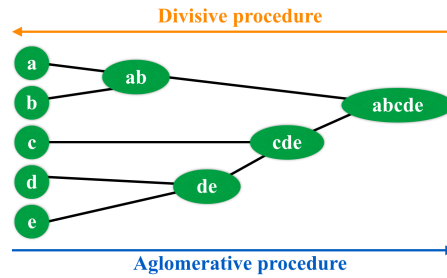 Divisive procedure
a
ab
b
abcde
c
cde
d
de
e
Aglomerative procedure